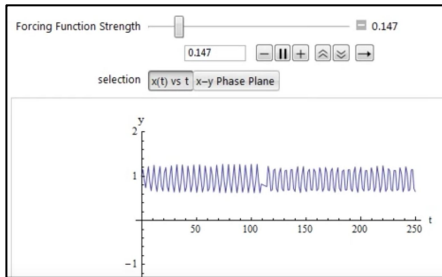 Forcing Function Strength 0.147
0.147
selection x(t) vs t x-y Phase Plane
y
2
1
50 100 150 200 250 t
-1